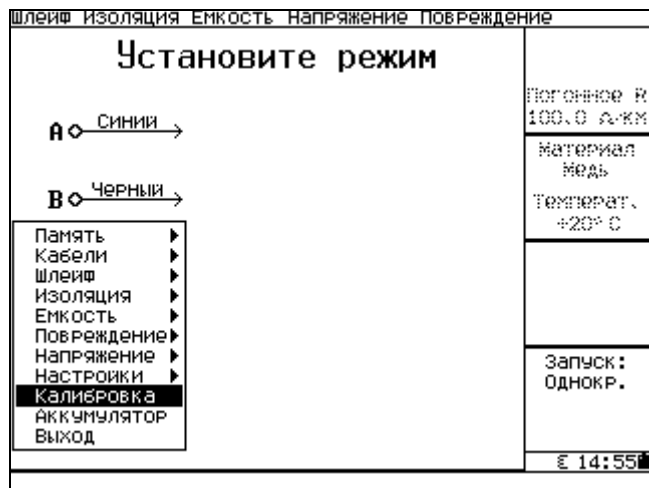 Шлейф Изоляция Емкость Напряжение Повреждение
Установите режим
A Синий
B Черный
Погонное R
100.0 Ω/км
Материал
Медь
Температ.
+20° C
Память
Кабели
Шлейф
Изоляция
Емкость
Повреждение
Напряжение
Настройки
Калибровка
Аккумулятор
Выход
Запуск:
Однокр.
14:55